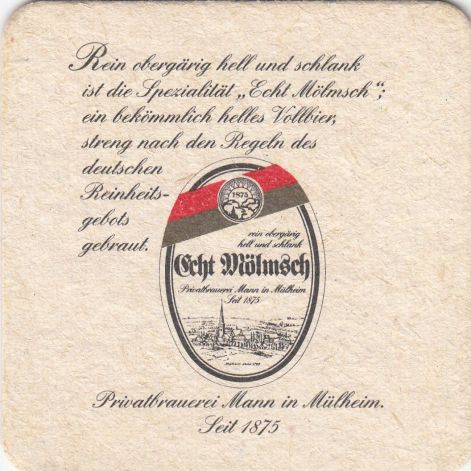 Rein obergärig hell und schlank
ist die Spezialität „Echt Mölmsch“;
ein bekömmlich helles Vollbier,
streng nach den Regeln des
deutschen
Reinheits-
gebots
gebraut.
1875
rein obergärig
hell und schlank
Echt Mölmsch
Privatbrauerei Mann in Mülheim
Seit 1875
Privatbrauerei Mann in Mülheim.
Seit 1875